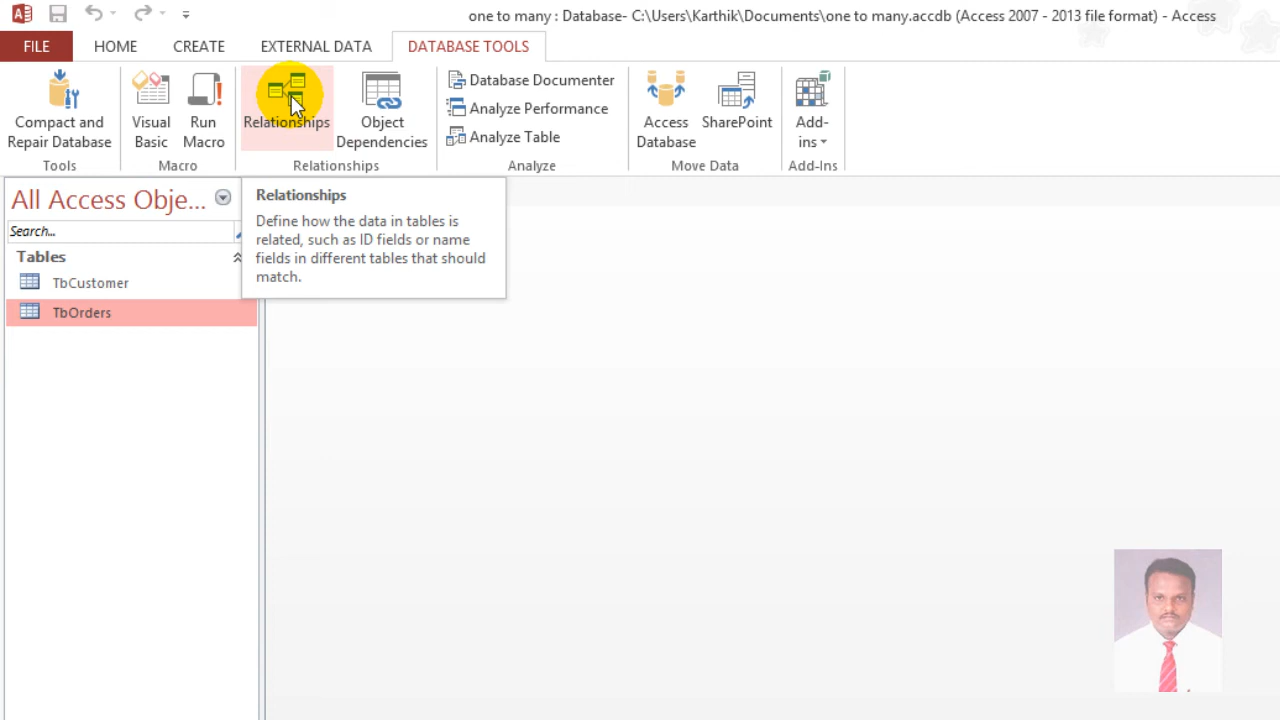 one to many : Database- C:\Users\Karthik\Documents\one to many.accdb (Access 2007 - 2013 file format) - Access
FILE HOME CREATE EXTERNAL DATA DATABASE TOOLS
Compact and
Repair Database
Tools
Visual
Basic
Run
Macro
Macro
Relationships
Object
Dependencies
Relationships
Database Documenter
Analyze Performance
Analyze Table
Analyze
Access
Database
SharePoint
Move Data
Add-
ins
Add-Ins
All Access Obje...
Search...
Tables
TbCustomer
TbOrders
Relationships
Define how the data in tables is
related, such as ID fields or name
fields in different tables that should
match.